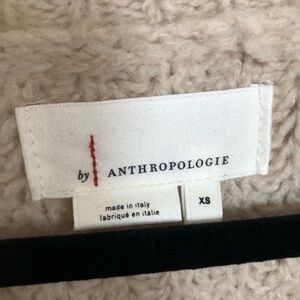 by ANTHROPOLOGIE
made in italy
fabriqué en italie
XS